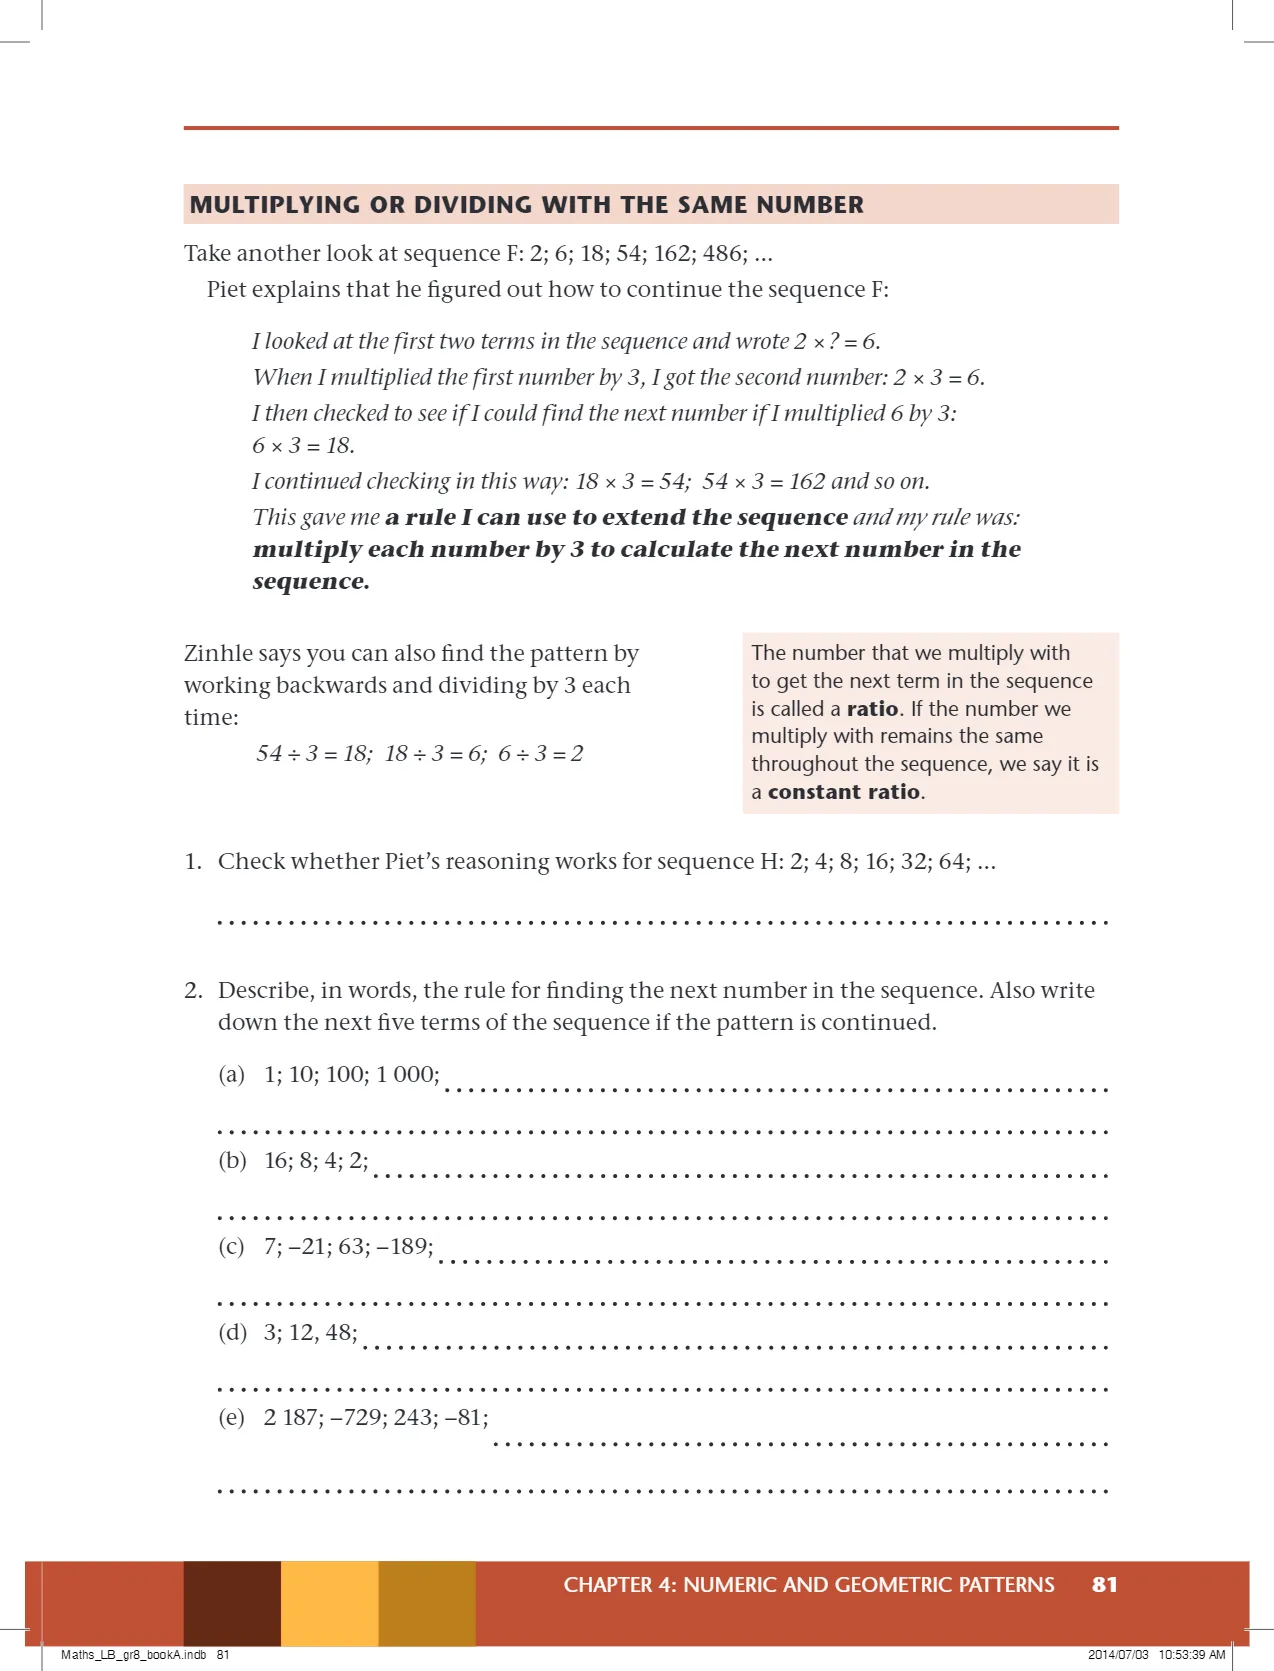 MULTIPLYING OR DIVIDING WITH THE SAME NUMBER
Take another look at sequence F: 2; 6; 18; 54; 162; 486; ...
Piet explains that he figured out how to continue the sequence F:
I looked at the first two terms in the sequence and wrote 2 × ? = 6.
When I multiplied the first number by 3, I got the second number: 2 × 3 = 6.
I then checked to see if I could find the next number if I multiplied 6 by 3:
6 × 3 = 18.
I continued checking in this way: 18 × 3 = 54; 54 × 3 = 162 and so on.
This gave me a rule I can use to extend the sequence and my rule was:
multiply each number by 3 to calculate the next number in the
sequence.
Zinhle says you can also find the pattern by
working backwards and dividing by 3 each
time:
54 ÷ 3 = 18; 18 ÷ 3 = 6; 6 ÷ 3 = 2
The number that we multiply with
to get the next term in the sequence
is called a ratio. If the number we
multiply with remains the same
throughout the sequence, we say it is
a constant ratio.
1. Check whether Piet's reasoning works for sequence H: 2; 4; 8; 16; 32; 64; ...
2. Describe, in words, the rule for finding the next number in the sequence. Also write
down the next five terms of the sequence if the pattern is continued.
(a) 1; 10; 100; 1 000;
(b) 16; 8; 4; 2;
(c) 7; –21; 63; –189;
(d) 3; 12, 48;
(e) 2 187; –729; 243; –81;
CHAPTER 4: NUMERIC AND GEOMETRIC PATTERNS 81
Maths_LB_gr8_bookA.indb 81
2014/07/03 10:53:39 AM